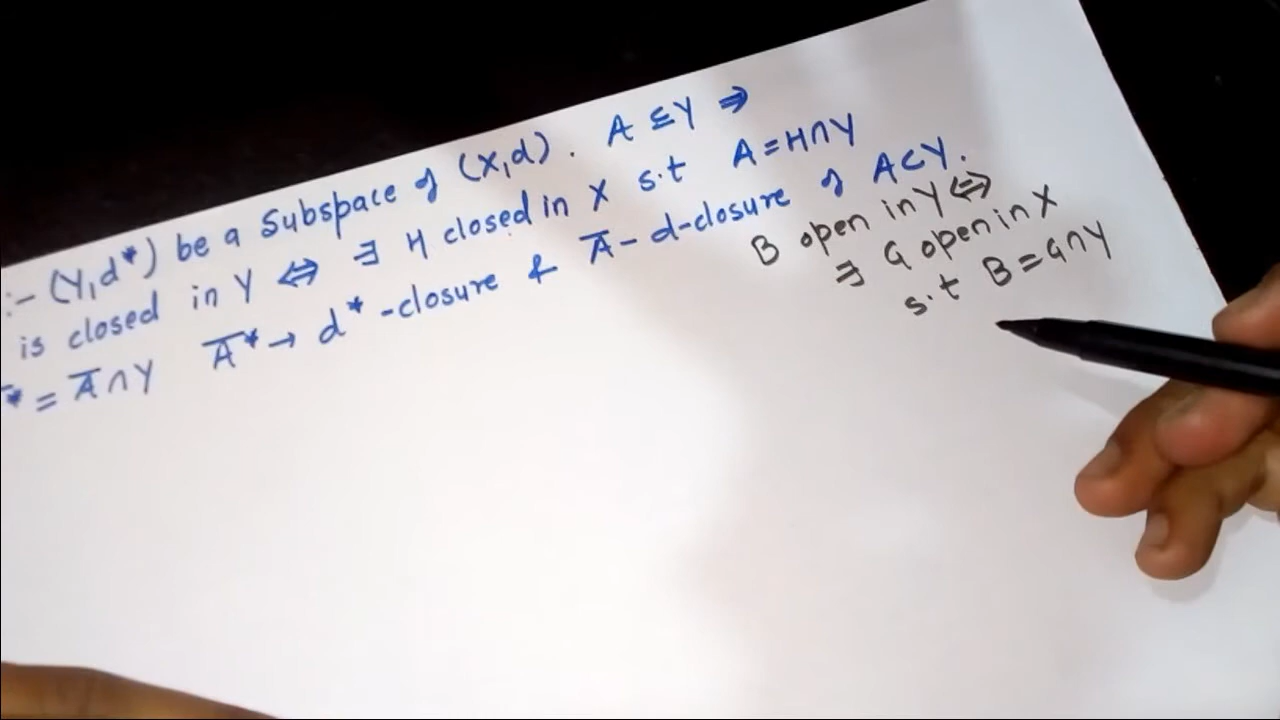 :- (Y,d*) be a Subspace of (X,d). A ⊆ Y ⇒
is closed in Y ⇔ ∃ H closed in X s.t A = H∩Y
* = A̅∩Y A̅* → d* -closure & A̅ - d-closure of A⊂Y.
B open in Y ⇔
∃ G open in X
s.t B = G∩Y